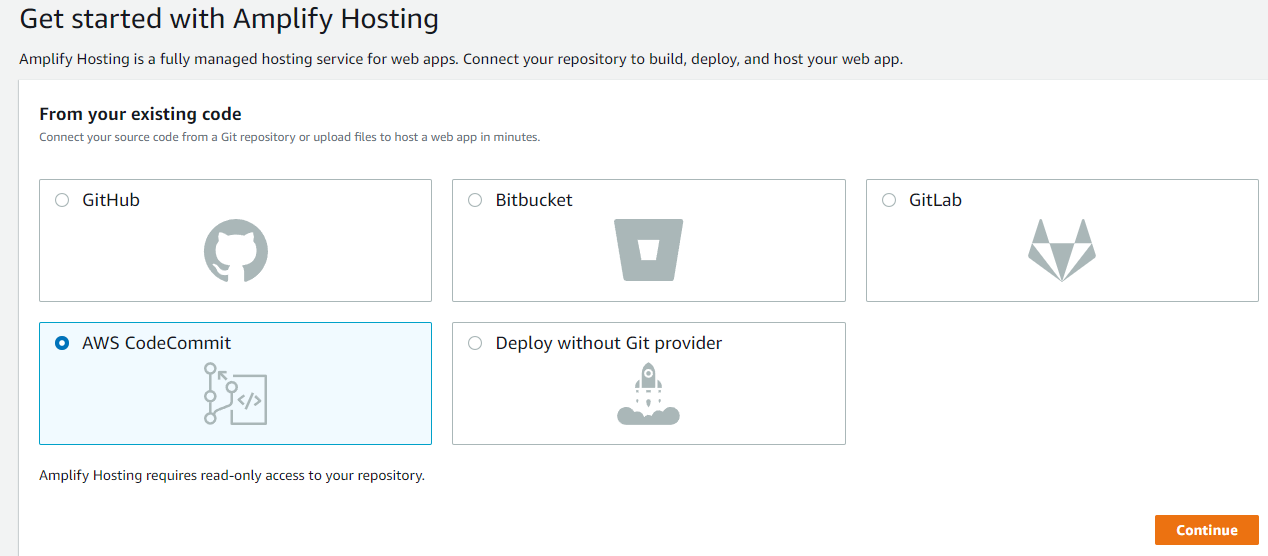 Get started with Amplify Hosting
Amplify Hosting is a fully managed hosting service for web apps. Connect your repository to build, deploy, and host your web app.
From your existing code
Connect your source code from a Git repository or upload files to host a web app in minutes.
GitHub
Bitbucket
GitLab
AWS CodeCommit
Deploy without Git provider
Amplify Hosting requires read-only access to your repository.
Continue